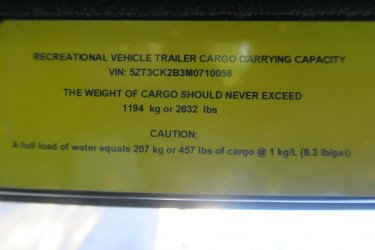 RECREATIONAL VEHICLE TRAILER CARGO CARRYING CAPACITY
VIN: 5ZT3CK2B3M0710058
THE WEIGHT OF CARGO SHOULD NEVER EXCEED
1194 kg or 2632 lbs
CAUTION:
A full load of water equals 207 kg or 457 lbs of cargo @ 1 kg/L (8.3 lb/gal)